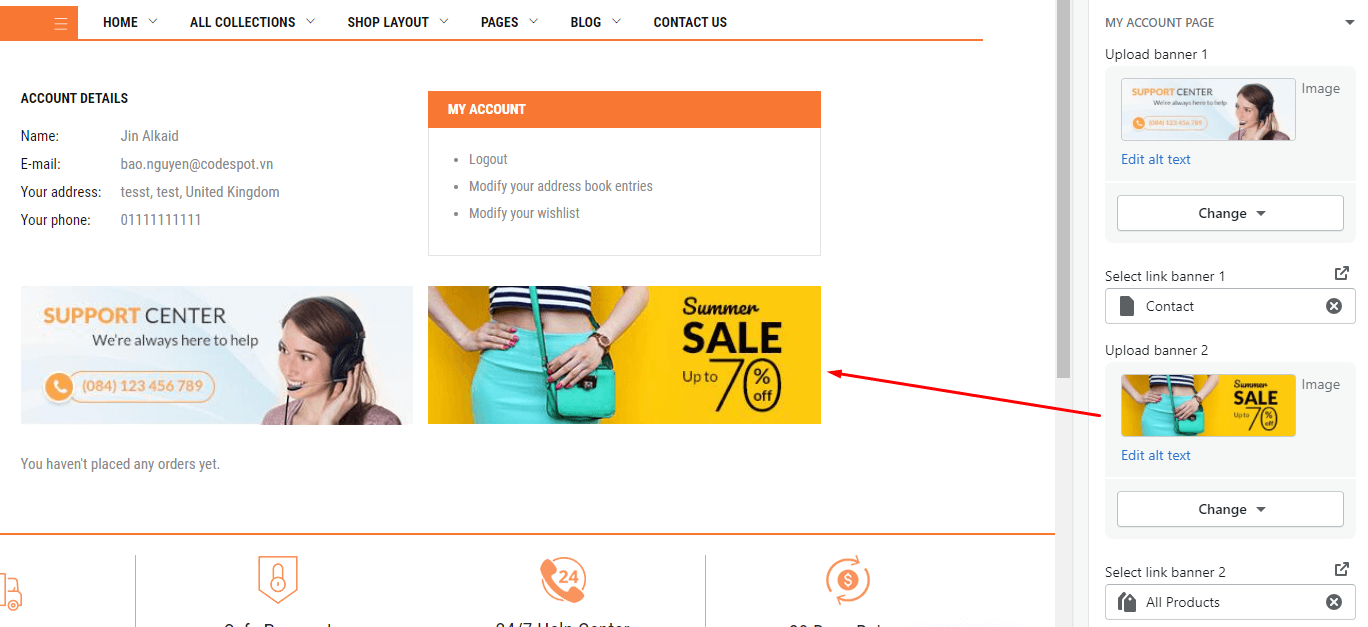 HOME ALL COLLECTIONS SHOP LAYOUT PAGES BLOG CONTACT US
ACCOUNT DETAILS
Name: Jin Alkaid
E-mail: bao.nguyen@codespot.vn
Your address: tesst, test, United Kingdom
Your phone: 01111111111
MY ACCOUNT
Logout
Modify your address book entries
Modify your wishlist
SUPPORT CENTER
We're always here to help
(084) 123 456 789
Summer
SALE
Up to 70% off
You haven't placed any orders yet.
24
$
24/7 Help Center
MY ACCOUNT PAGE
Upload banner 1
SUPPORT CENTER
We're always here to help
(084) 123 456 789
Image
Edit alt text
Change
Select link banner 1
Contact
Upload banner 2
Summer
SALE
Up to 70% off
Image
Edit alt text
Change
Select link banner 2
All Products